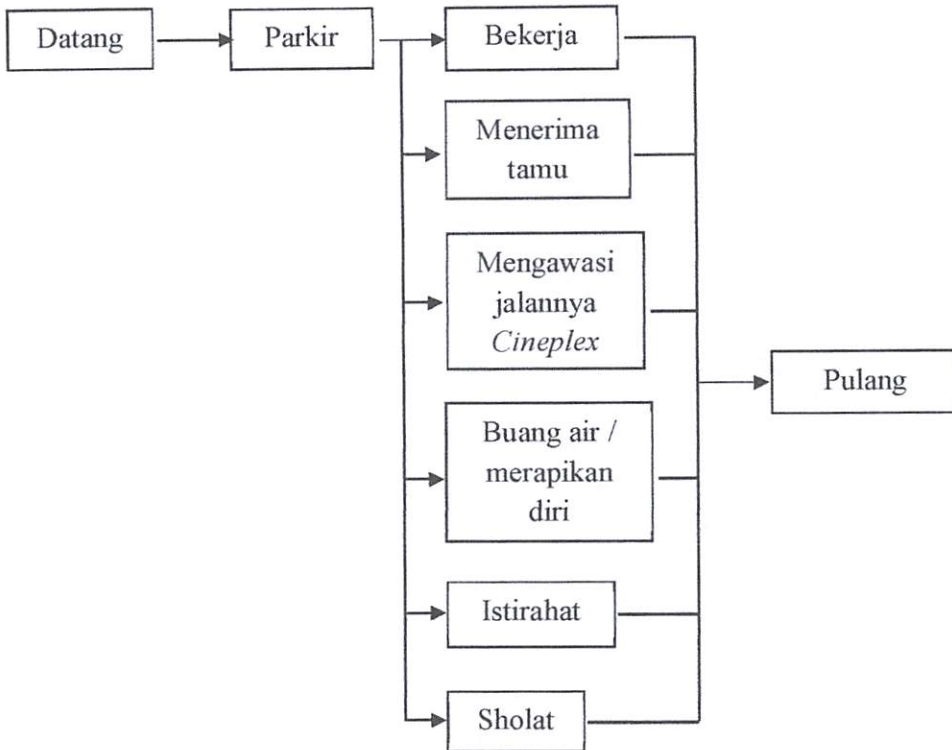 Datang
Parkir
Bekerja
Menerima
tamu
Mengawasi
jalannya
Cineplex
Buang air /
merapikan
diri
Istirahat
Sholat
Pulang